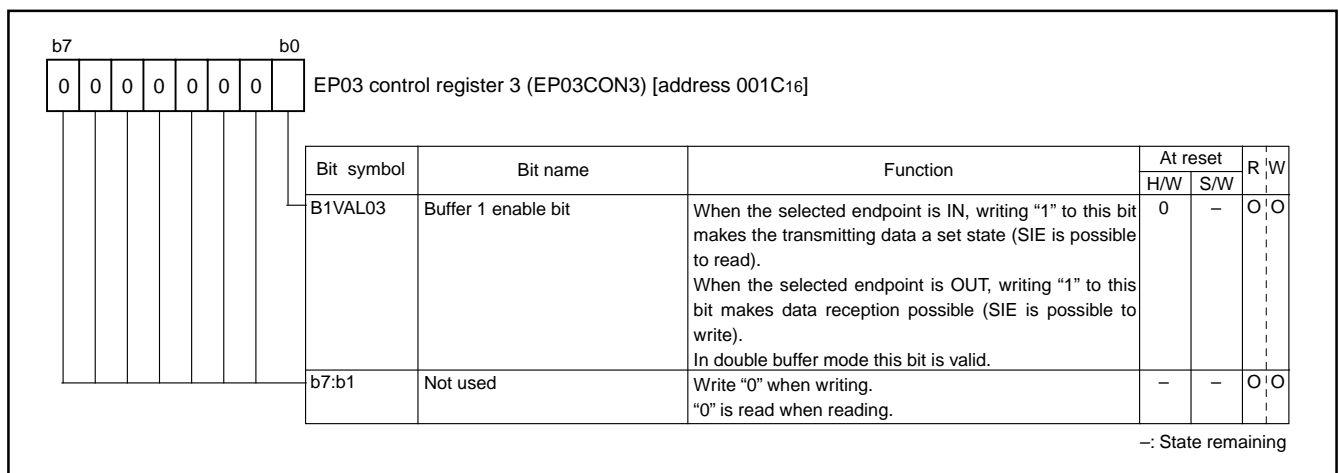 b7 b0
0 0 0 0 0 0 0
EP03 control register 3 (EP03CON3) [address 001C16]
Bit symbol Bit name Function At reset R W
H/W S/W
B1VAL03 Buffer 1 enable bit When the selected endpoint is IN, writing “1” to this bit 0 – O O
makes the transmitting data a set state (SIE is possible
to read).
When the selected endpoint is OUT, writing “1” to this
bit makes data reception possible (SIE is possible to
write).
In double buffer mode this bit is valid.
b7:b1 Not used Write “0” when writing. – – O O
“0” is read when reading.
–: State remaining